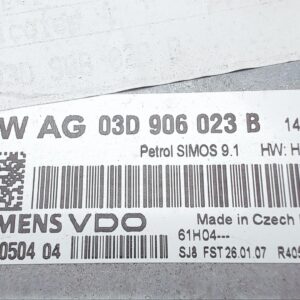 W AG 03D 906 023 B 14
Petrol SIMOS 9.1 HW: H
MENS VDO Made in Czech
61H04---
0504 04 SJ8 FST 26.01.07 R405